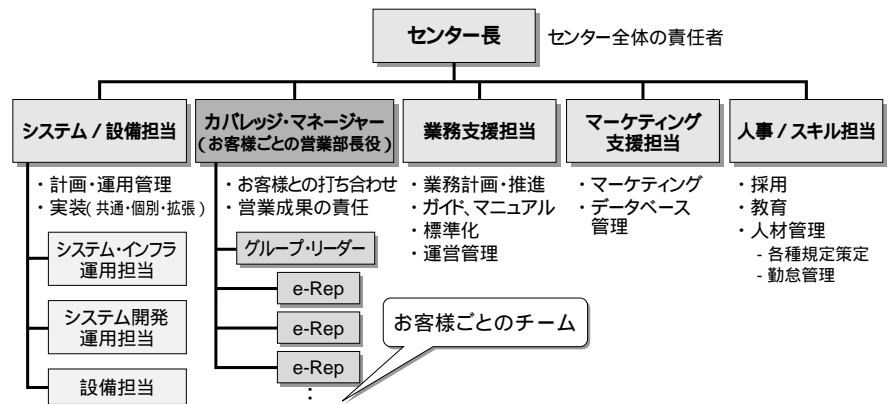 センター長
センター全体の責任者
システム / 設備担当
・計画・運用管理
・実装(共通・個別・拡張)
システム・インフラ
運用担当
システム開発
運用担当
設備担当
カバレッジ・マネージャー
(お客様ごとの営業部長役)
・お客様との打ち合わせ
・営業成果の責任
グループ・リーダー
e-Rep
e-Rep
e-Rep
:
お客様ごとのチーム
業務支援担当
・業務計画・推進
・ガイド、マニュアル
・標準化
・運営管理
マーケティング
支援担当
・マーケティング
・データベース
管理
人事 / スキル担当
・採用
・教育
・人材管理
- 各種規定策定
- 勤怠管理